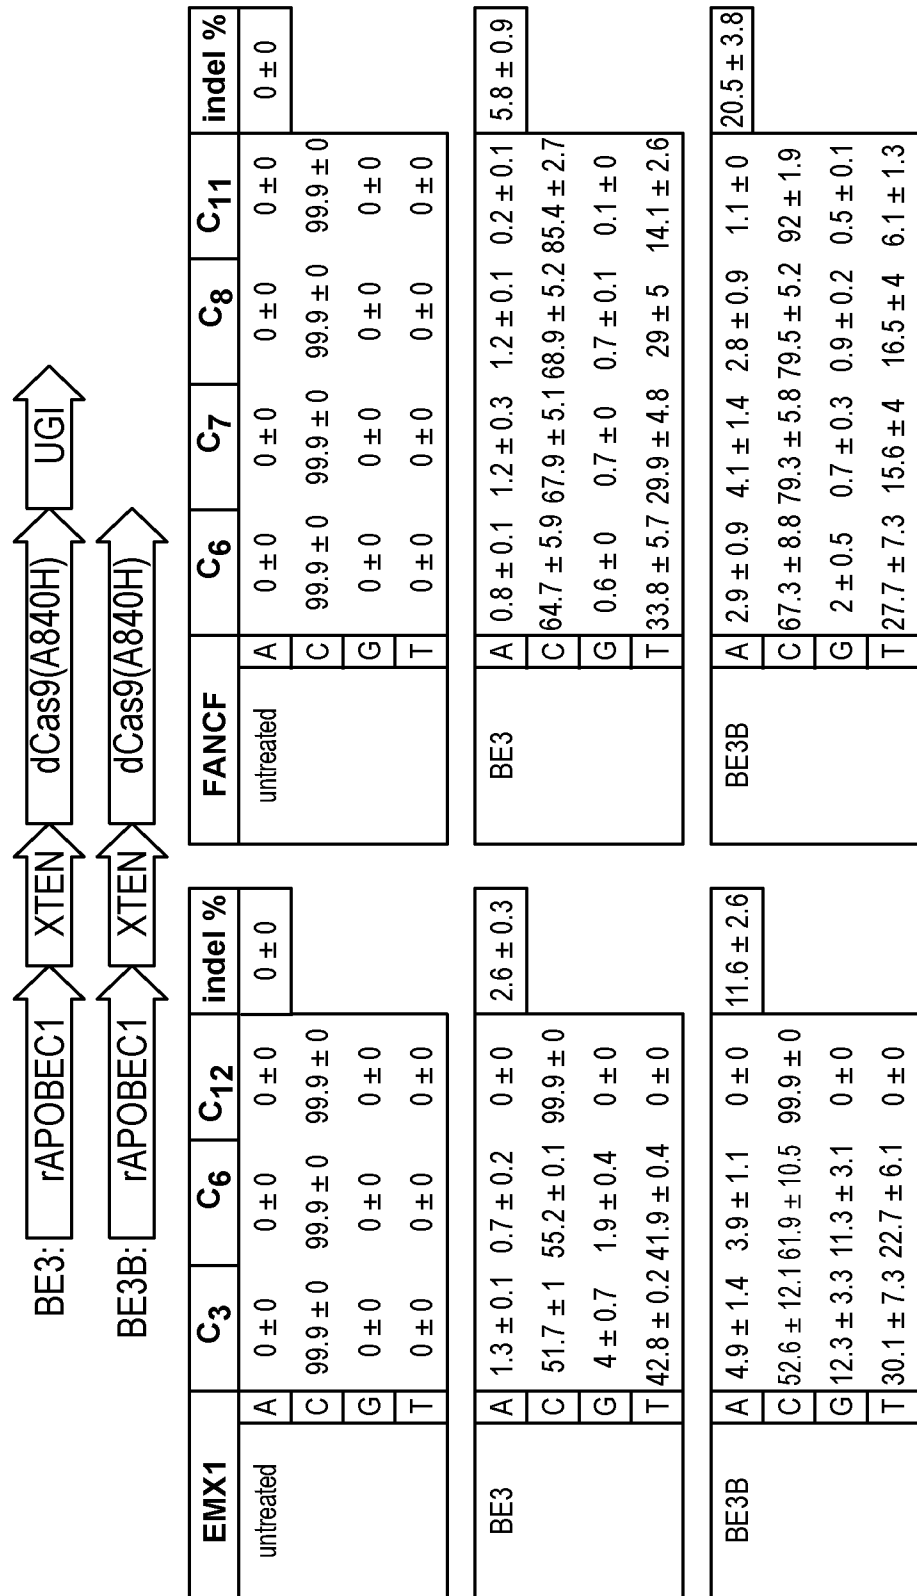 BE3: rAPOBEC1 XTEN dCas9(A840H) UGI
BE3B: rAPOBEC1 XTEN dCas9(A840H)
EMX1 C3 C6 C12 indel %
untreated A 0 ± 0 0 ± 0 0 ± 0 0 ± 0
C 99.9 ± 0 99.9 ± 0 99.9 ± 0
G 0 ± 0 0 ± 0 0 ± 0
T 0 ± 0 0 ± 0 0 ± 0
BE3 A 1.3 ± 0.1 0.7 ± 0.2 0 ± 0 2.6 ± 0.3
C 51.7 ± 1 55.2 ± 0.1 99.9 ± 0
G 4 ± 0.7 1.9 ± 0.4 0 ± 0
T 42.8 ± 0.2 41.9 ± 0.4 0 ± 0
BE3B A 4.9 ± 1.4 3.9 ± 1.1 0 ± 0 11.6 ± 2.6
C 52.6 ± 12.1 61.9 ± 10.5 99.9 ± 0
G 12.3 ± 3.3 11.3 ± 3.1 0 ± 0
T 30.1 ± 7.3 22.7 ± 6.1 0 ± 0
FANCF C6 C7 C8 C11 indel %
untreated A 0 ± 0 0 ± 0 0 ± 0 0 ± 0 0 ± 0
C 99.9 ± 0 99.9 ± 0 99.9 ± 0 99.9 ± 0
G 0 ± 0 0 ± 0 0 ± 0 0 ± 0
T 0 ± 0 0 ± 0 0 ± 0 0 ± 0
BE3 A 0.8 ± 0.1 1.2 ± 0.3 1.2 ± 0.1 0.2 ± 0.1 5.8 ± 0.9
C 64.7 ± 5.9 67.9 ± 5.1 68.9 ± 5.2 85.4 ± 2.7
G 0.6 ± 0 0.7 ± 0 0.7 ± 0.1 0.1 ± 0
T 33.8 ± 5.7 29.9 ± 4.8 29 ± 5 14.1 ± 2.6
BE3B A 2.9 ± 0.9 4.1 ± 1.4 2.8 ± 0.9 1.1 ± 0 20.5 ± 3.8
C 67.3 ± 8.8 79.3 ± 5.8 79.5 ± 5.2 92 ± 1.9
G 2 ± 0.5 0.7 ± 0.3 0.9 ± 0.2 0.5 ± 0.1
T 27.7 ± 7.3 15.6 ± 4 16.5 ± 4 6.1 ± 1.3